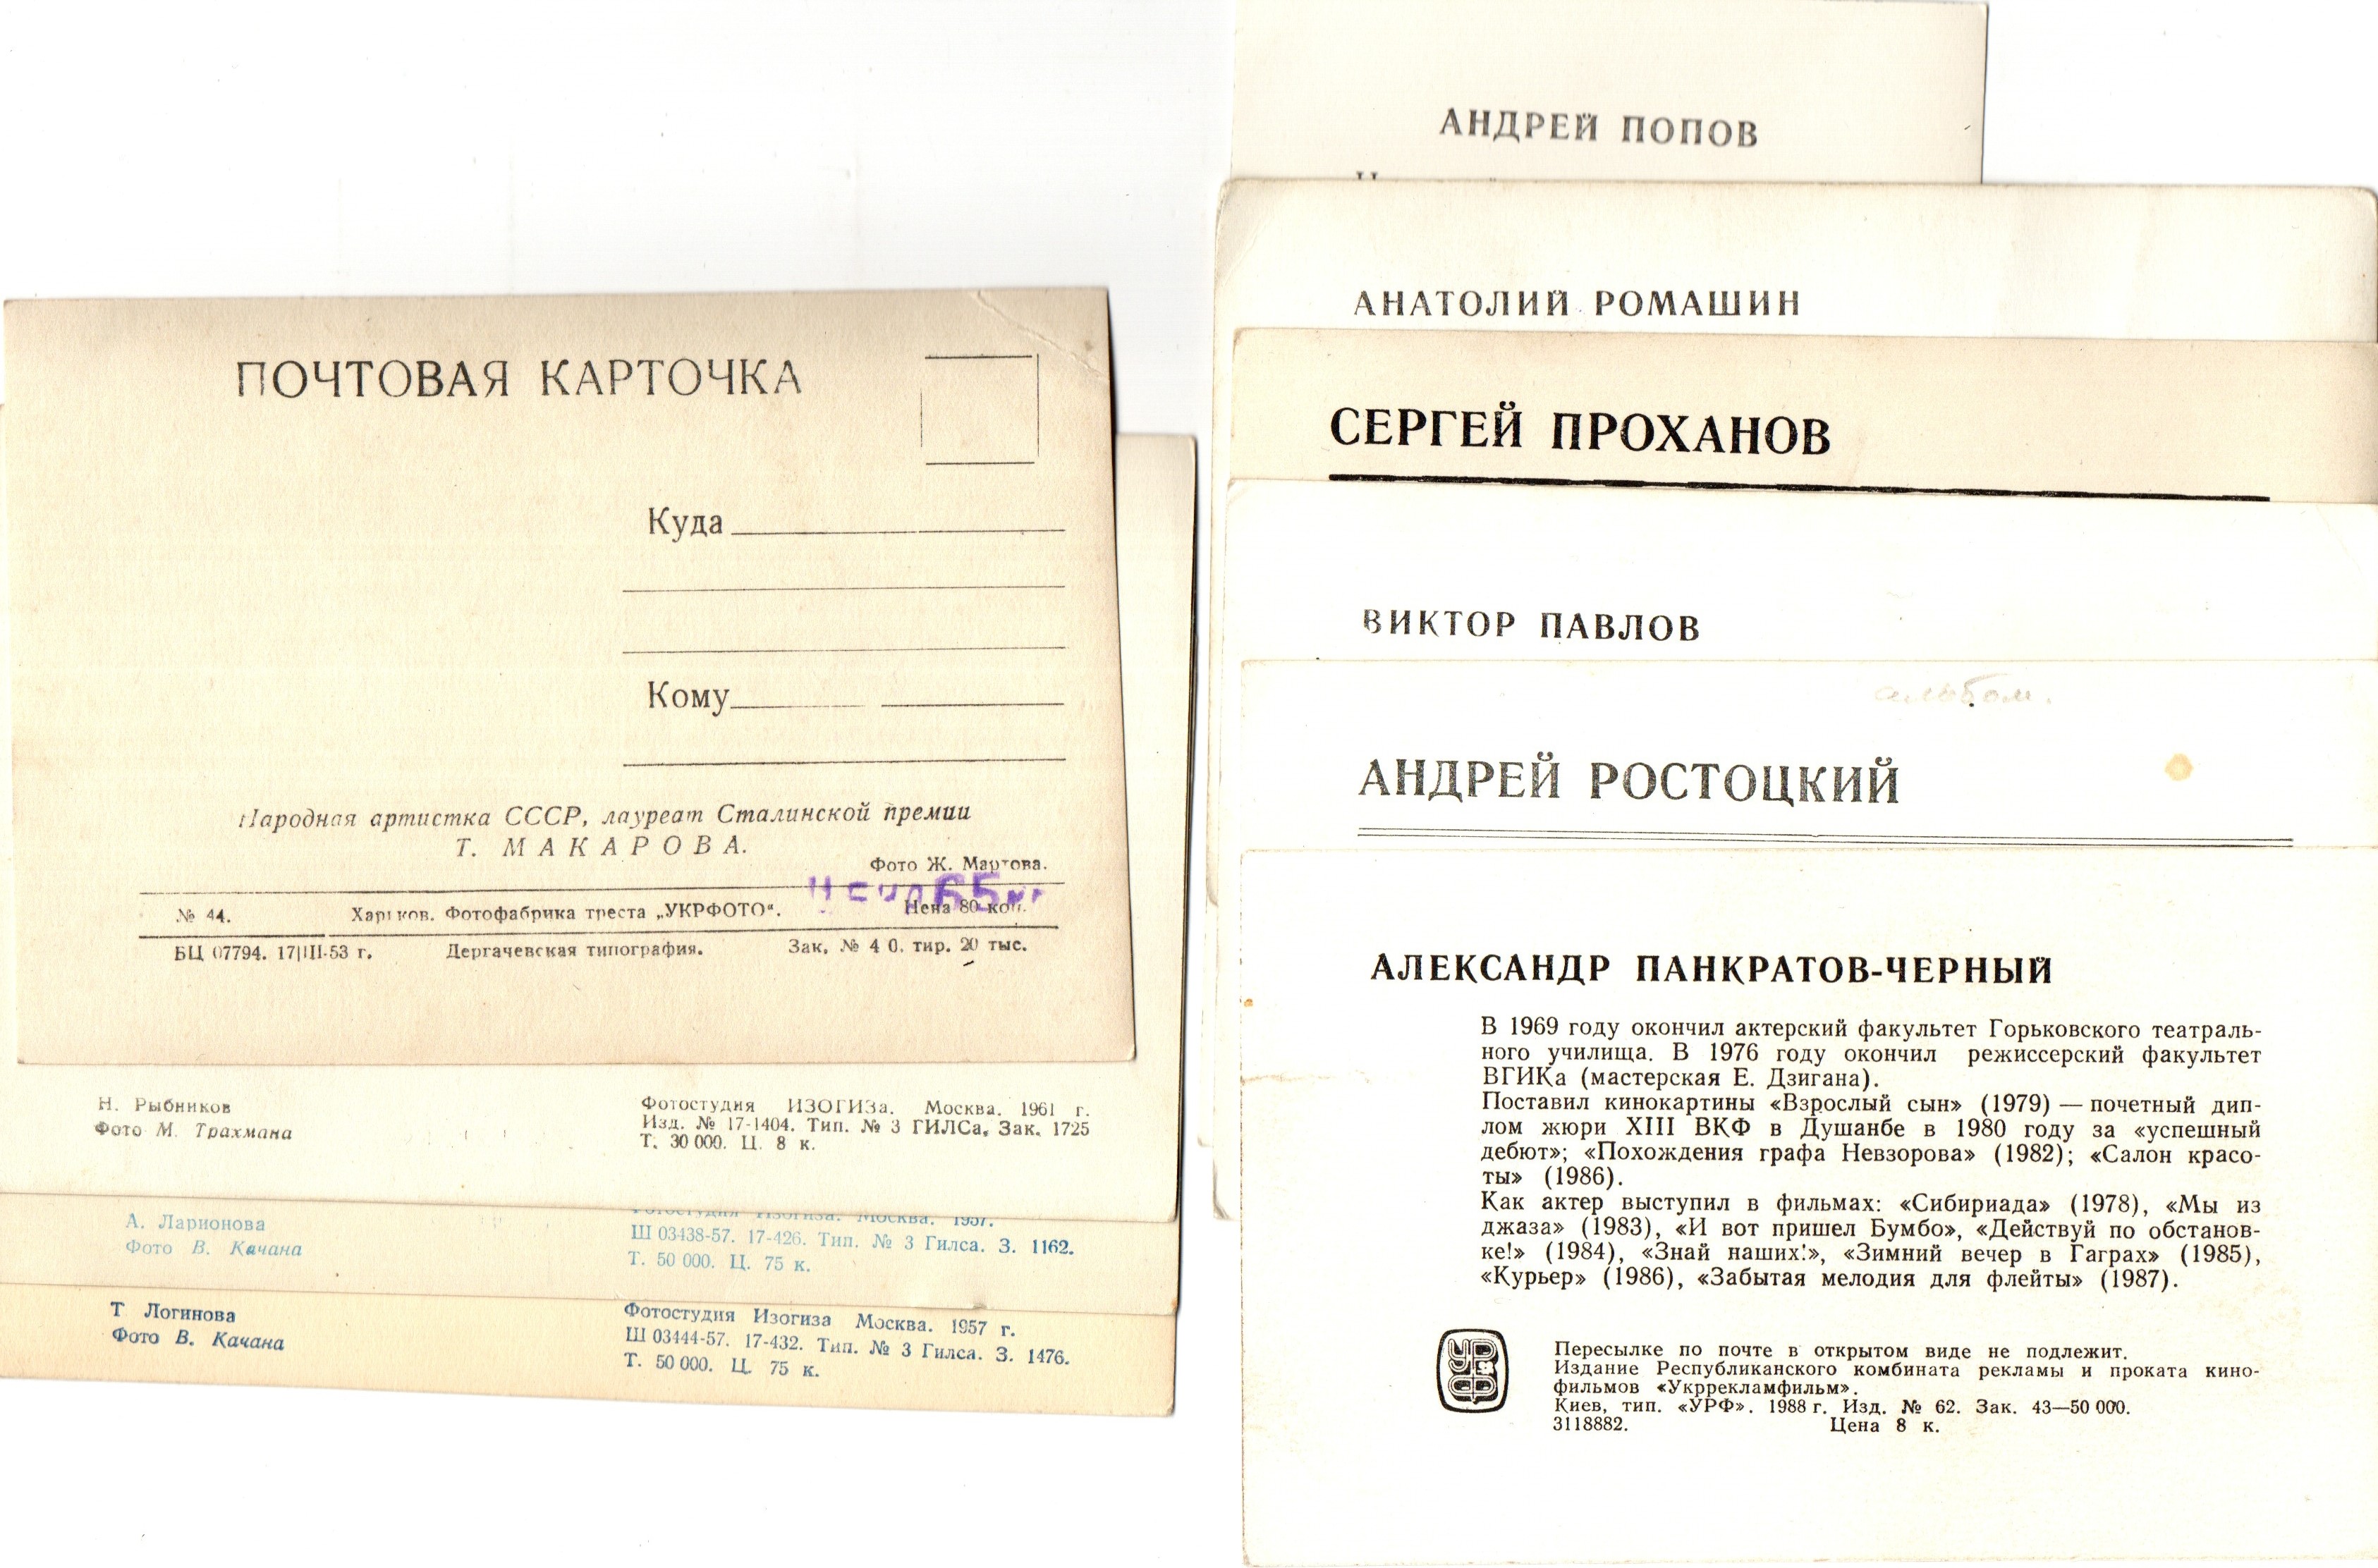 ПОЧТОВАЯ КАРТОЧКА
Куда
Кому
Народная артистка СССР, лауреат Сталинской премии
Т. МАКАРОВА.
Фото Ж. Мартова.
№ 44. Харьков. Фотофабрика треста „УКРФОТО“. Цена 80 коп.
65
БЦ 07794. 17|III-53 г. Дергачевская типография. Зак. № 4 0. тир. 20 тыс.
Н. Рыбников
Фото М. Трахмана
Фотостудия ИЗОГИЗа. Москва. 1961 г.
Изд. № 17-1404. Тип. № 3 ГИЛСа. Зак. 1725
Т. 30 000. Ц. 8 к.
А. Ларионова
Фото В. Качана
Фотостудия Изогиза. Москва. 1957.
Ш 03438-57. 17-426. Тип. № 3 Гилса. З. 1162.
Т. 50 000. Ц. 75 к.
Т Логинова
Фото В. Качана
Фотостудия Изогиза Москва. 1957 г.
Ш 03444-57. 17-432. Тип. № 3 Гилса. З. 1476.
Т. 50 000. Ц. 75 к.
АНДРЕЙ ПОПОВ
АНАТОЛИЙ РОМАШИН
СЕРГЕЙ ПРОХАНОВ
ВИКТОР ПАВЛОВ
альбом.
АНДРЕЙ РОСТОЦКИЙ
АЛЕКСАНДР ПАНКРАТОВ-ЧЕРНЫЙ
В 1969 году окончил актерский факультет Горьковского театраль-
ного училища. В 1976 году окончил режиссерский факультет
ВГИКа (мастерская Е. Дзигана).
Поставил кинокартины «Взрослый сын» (1979) — почетный дип-
лом жюри XIII ВКФ в Душанбе в 1980 году за «успешный
дебют»; «Похождения графа Невзорова» (1982); «Салон красо-
ты» (1986).
Как актер выступил в фильмах: «Сибириада» (1978), «Мы из
джаза» (1983), «И вот пришел Бумбо», «Действуй по обстанов-
ке!» (1984), «Знай наших!», «Зимний вечер в Гаграх» (1985),
«Курьер» (1986), «Забытая мелодия для флейты» (1987).
УРФ
Пересылке по почте в открытом виде не подлежит.
Издание Республиканского комбината рекламы и проката кино-
фильмов «Укррекламфильм».
Киев, тип. «УРФ». 1988 г. Изд. № 62. Зак. 43—50 000.
3118882. Цена 8 к.